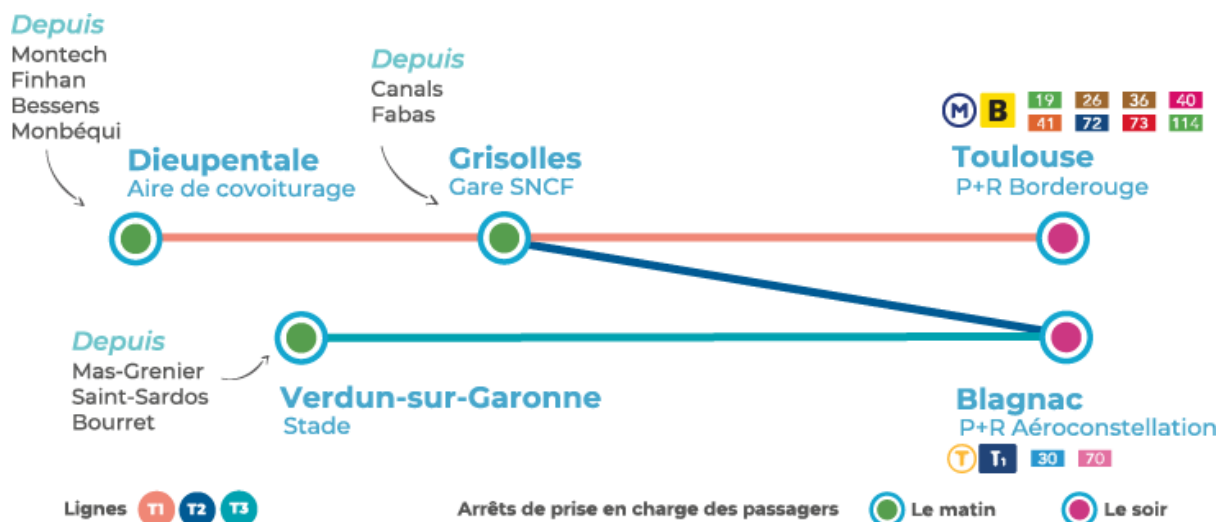 Depuis
Montech
Finhan
Bessens
Monbéqui
Depuis
Canals
Fabas
M B 19 26 36 40
41 72 73 114
Dieupentale
Aire de covoiturage
Grisolles
Gare SNCF
Toulouse
P+R Borderouge
Depuis
Mas-Grenier
Saint-Sardos
Bourret
Verdun-sur-Garonne
Stade
Blagnac
P+R Aéroconstellation
T T1 30 70
Lignes T1 T2 T3
Arrêts de prise en charge des passagers Le matin Le soir